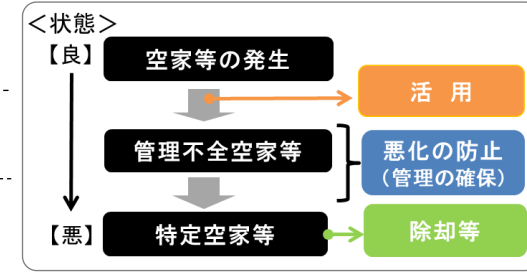 ＜状態＞
【良】
空家等の発生
活 用
管理不全空家等
悪化の防止
（管理の確保）
【悪】
特定空家等
除却等